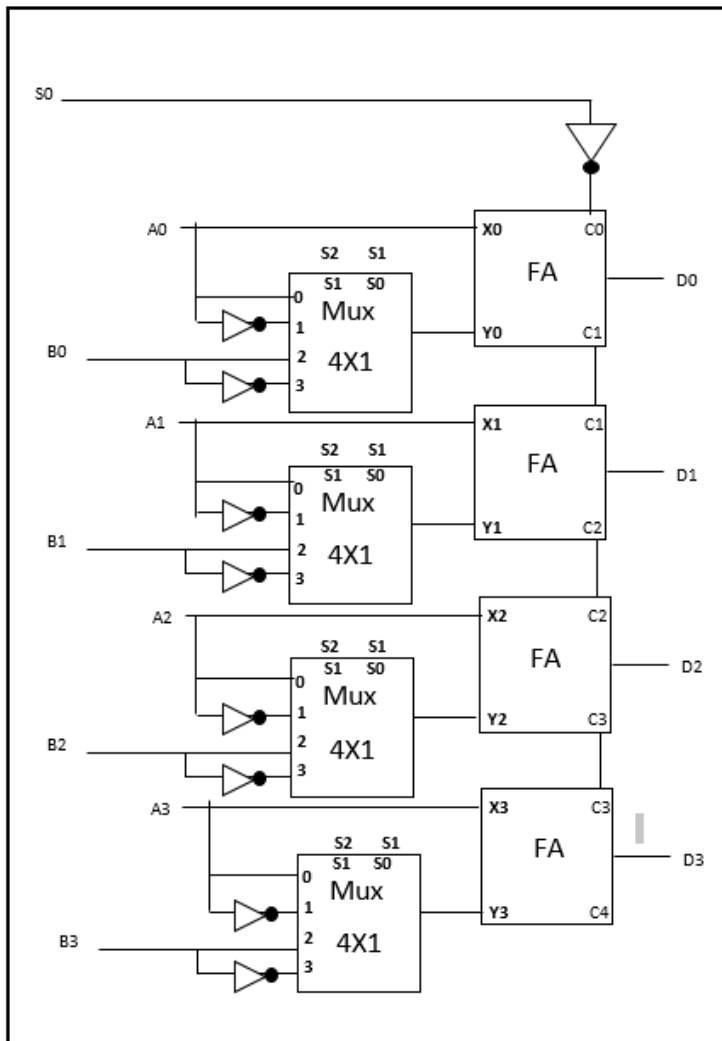 S0
A0 X0 C0
S2 S1 FA
S1 S0 D0
0 Mux
1 Y0 C1
B0 2 4X1
3
A1 X1 C1
S2 S1 FA
S1 S0 D1
0 Mux
1 Y1 C2
B1 2 4X1
3
A2 X2 C2
S2 S1 FA
S1 S0 D2
0 Mux
1 Y2 C3
B2 2 4X1
3
A3 X3 C3
S2 S1 FA
S1 S0 D3
0 Mux
1 Y3 C4
B3 2 4X1
3